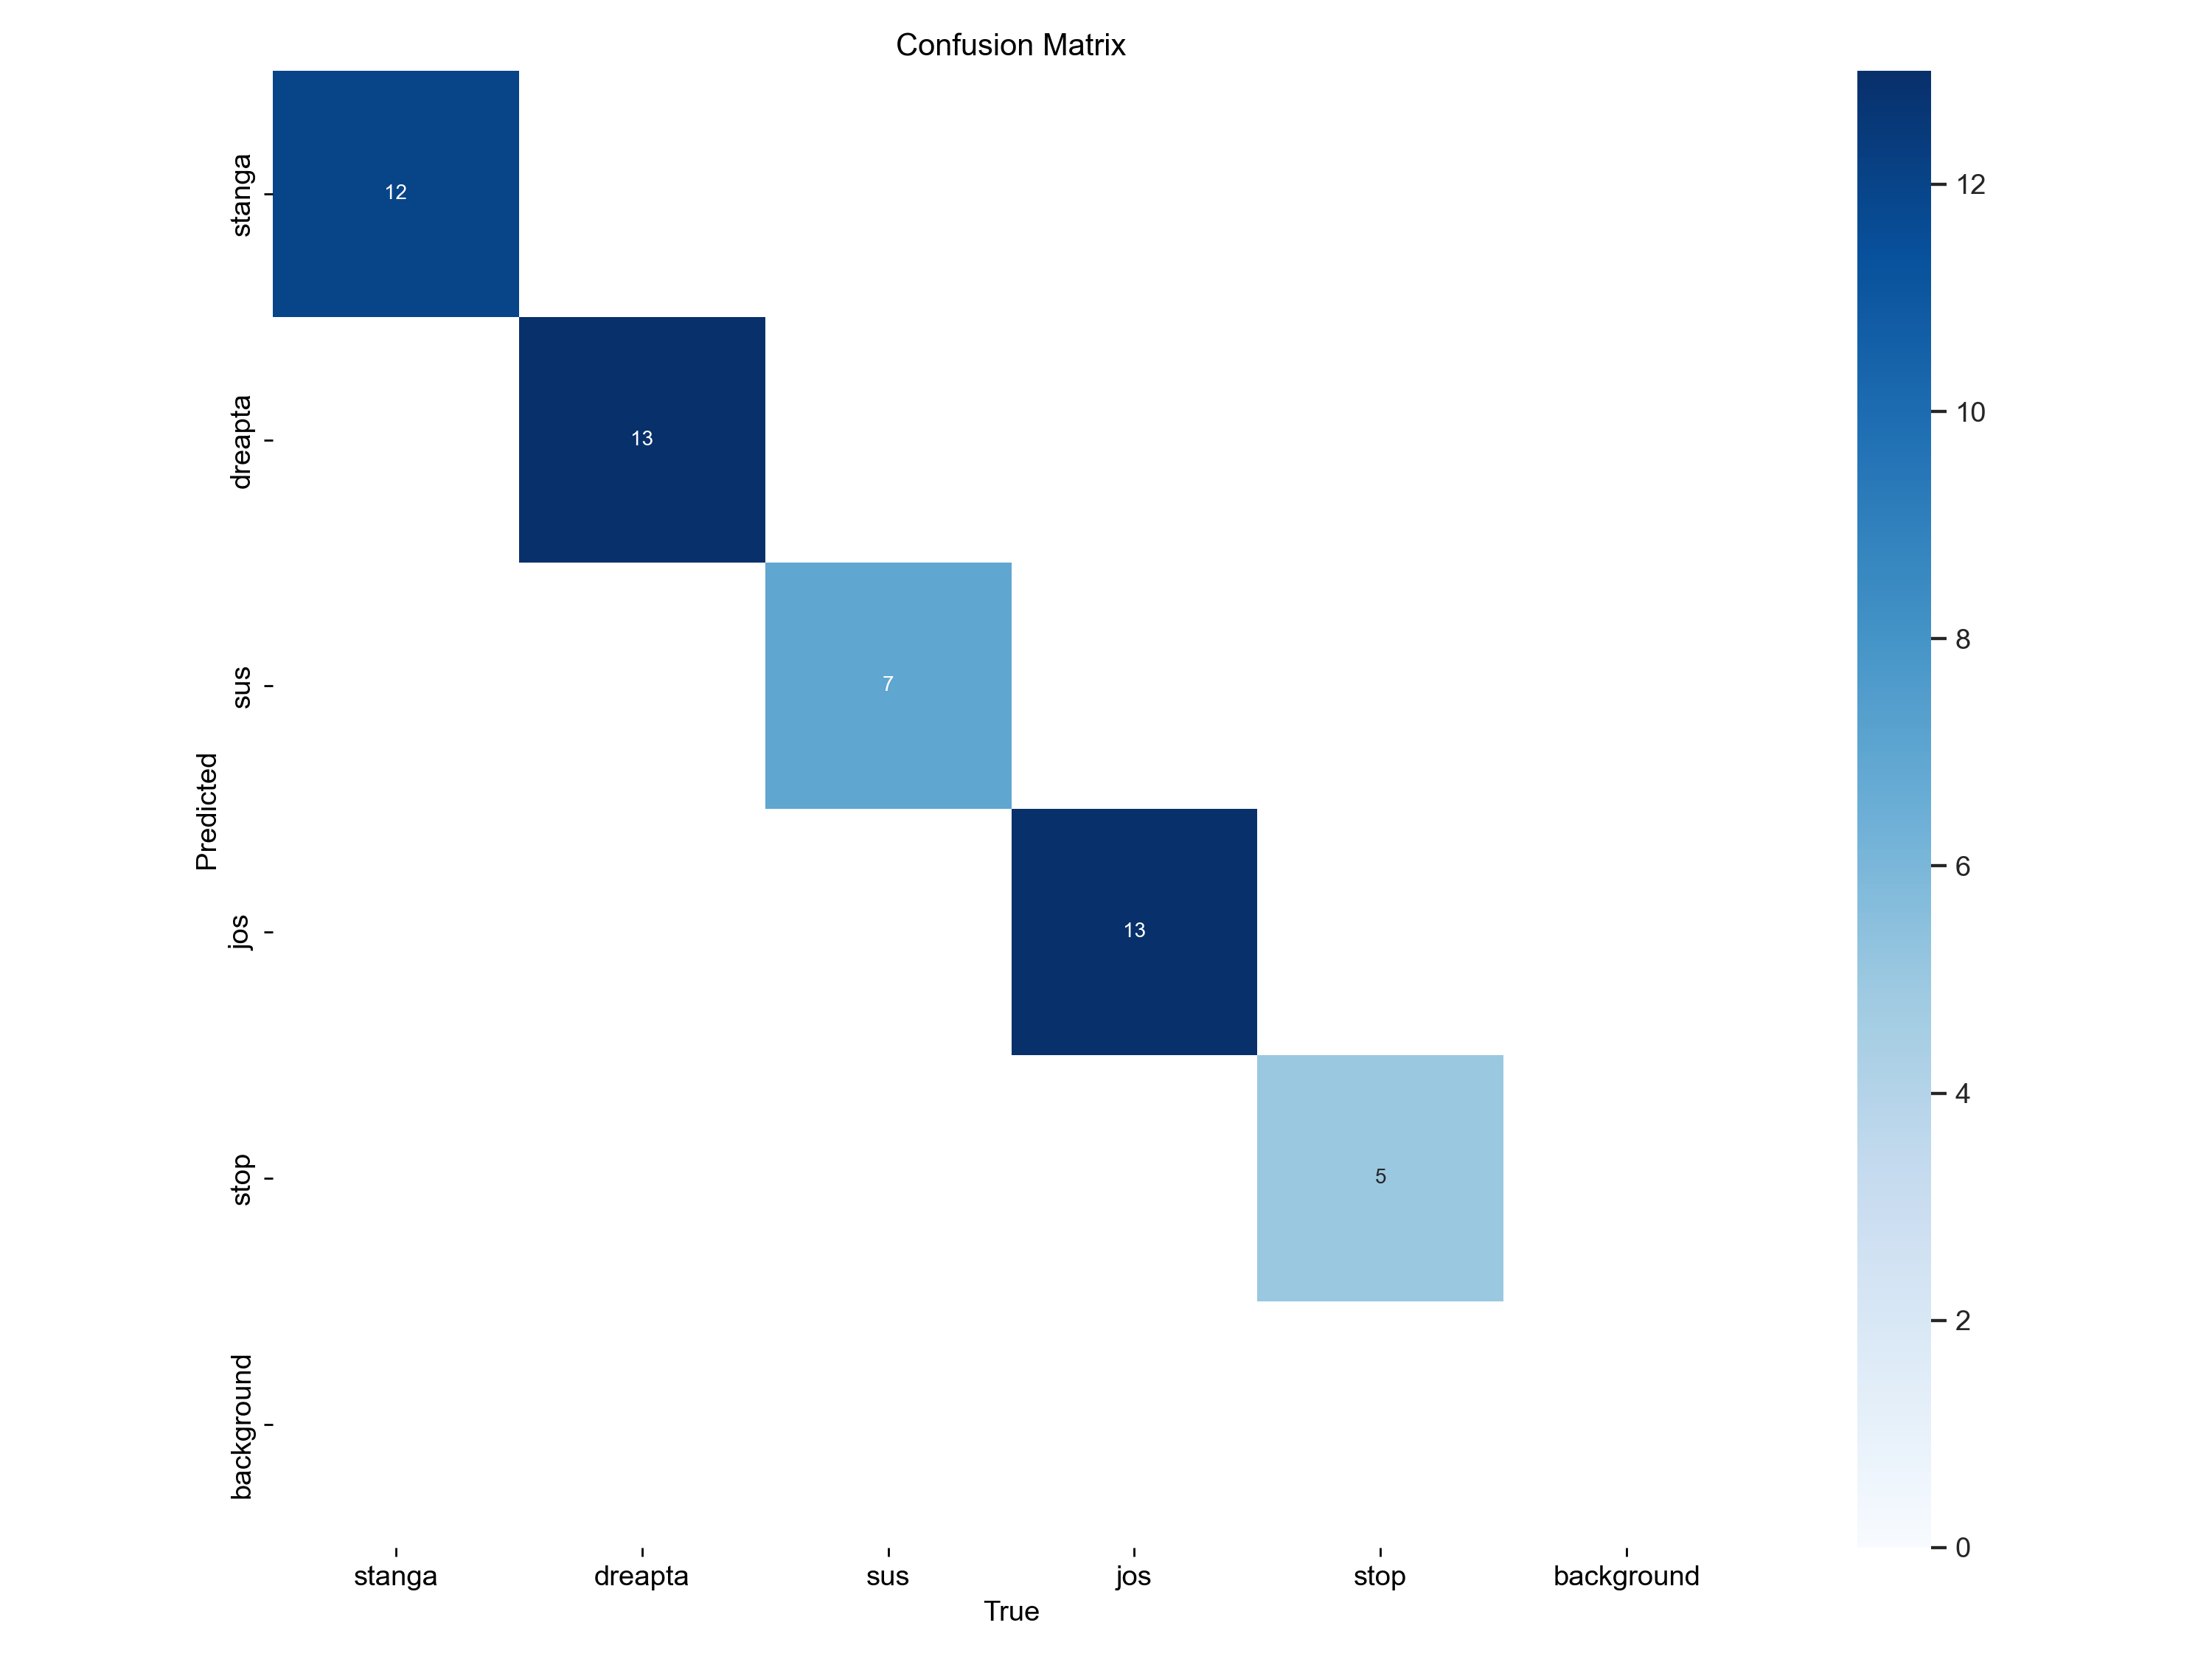 Confusion Matrix
stanga
12
12
dreapta
13
10
sus
7
8
Predicted
jos
13
6
stop
5
4
background
2
0
stanga dreapta sus jos stop background
True